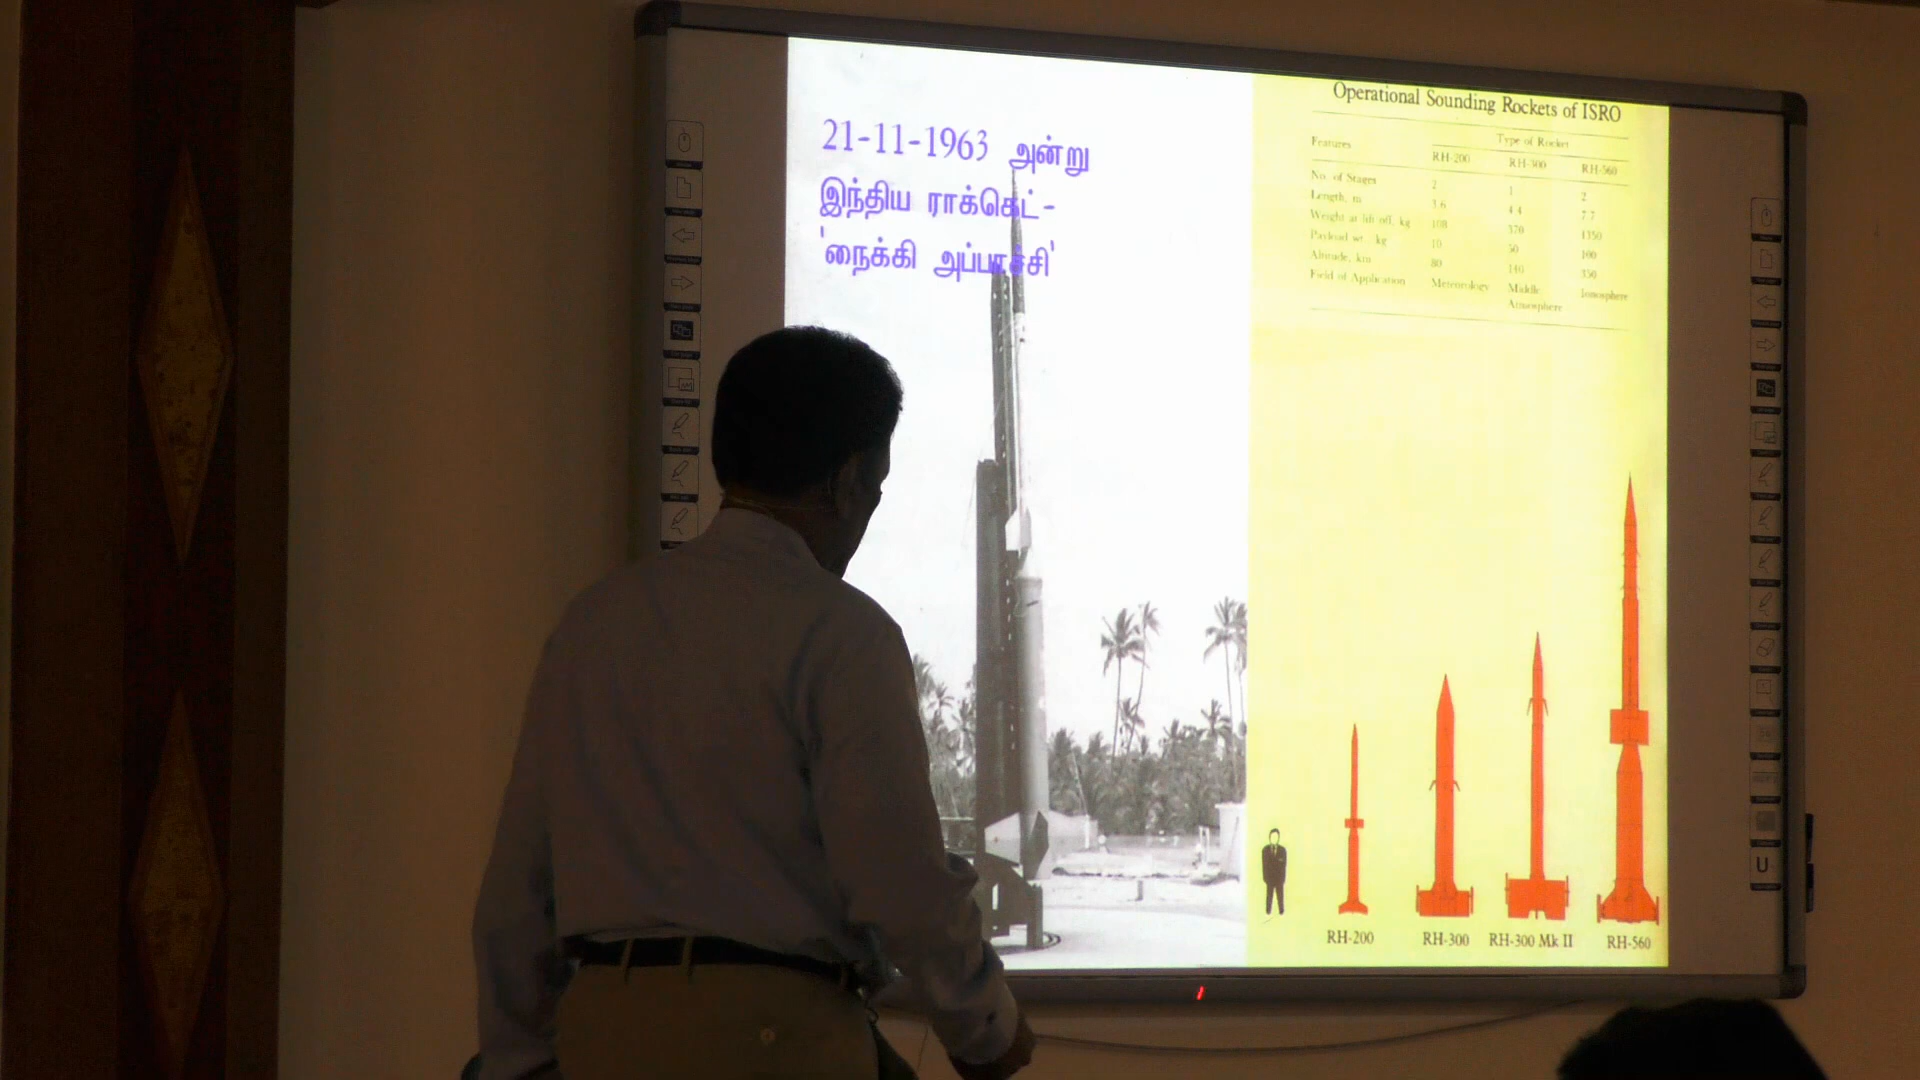 21-11-1963 அன்று
இந்திய ராக்கெட்-
'நைக்கி அப்பாச்சி'
Operational Sounding Rockets of ISRO
Features
Type of Rocket
RH-200 RH-300 RH-560
No. of Stages 2 1 2
Length, m 3.6 4.4 7.7
Weight at lift off, kg 108 370 1350
Payload wt. kg 10 50 100
Altitude, km 80 140 350
Field of Application Meteorology Middle Atmosphere Ionosphere
RH-200 RH-300 RH-300 Mk II RH-560
U